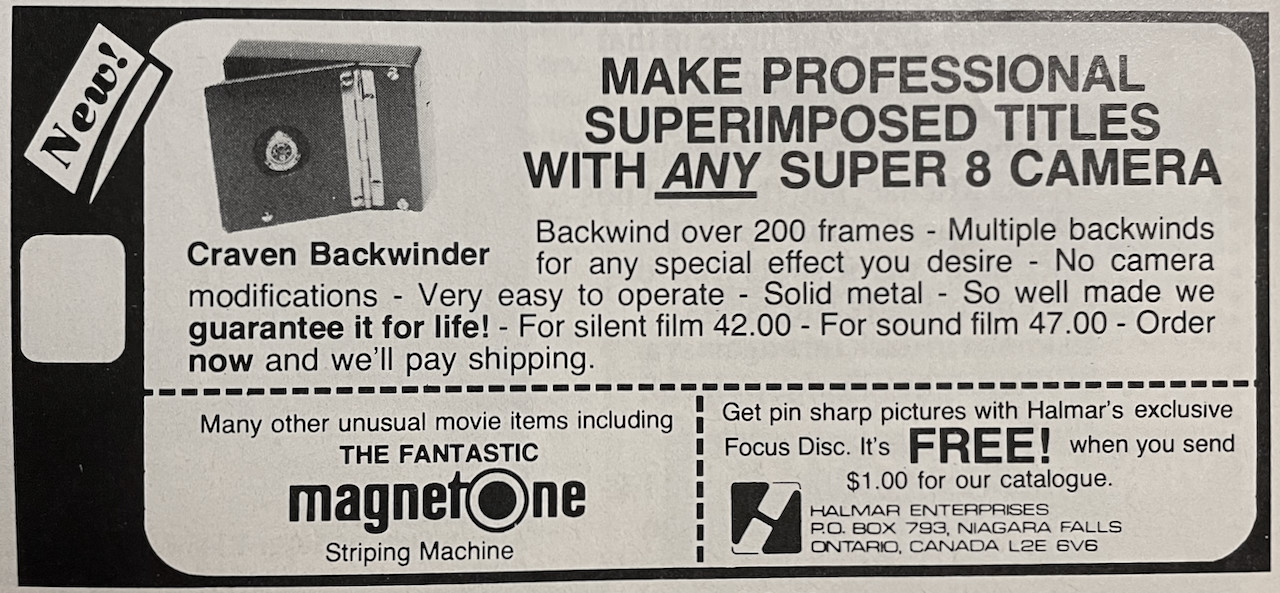 New!
MAKE PROFESSIONAL
SUPERIMPOSED TITLES
WITH ANY SUPER 8 CAMERA
Craven Backwinder
Backwind over 200 frames - Multiple backwinds
for any special effect you desire - No camera
modifications - Very easy to operate - Solid metal - So well made we
guarantee it for life! - For silent film 42.00 - For sound film 47.00 - Order
now and we'll pay shipping.
Many other unusual movie items including
THE FANTASTIC
magnetOne
Striping Machine
Get pin sharp pictures with Halmar's exclusive
Focus Disc. It's FREE! when you send
$1.00 for our catalogue.
HALMAR ENTERPRISES
P.O. BOX 793, NIAGARA FALLS
ONTARIO, CANADA L2E 6V6